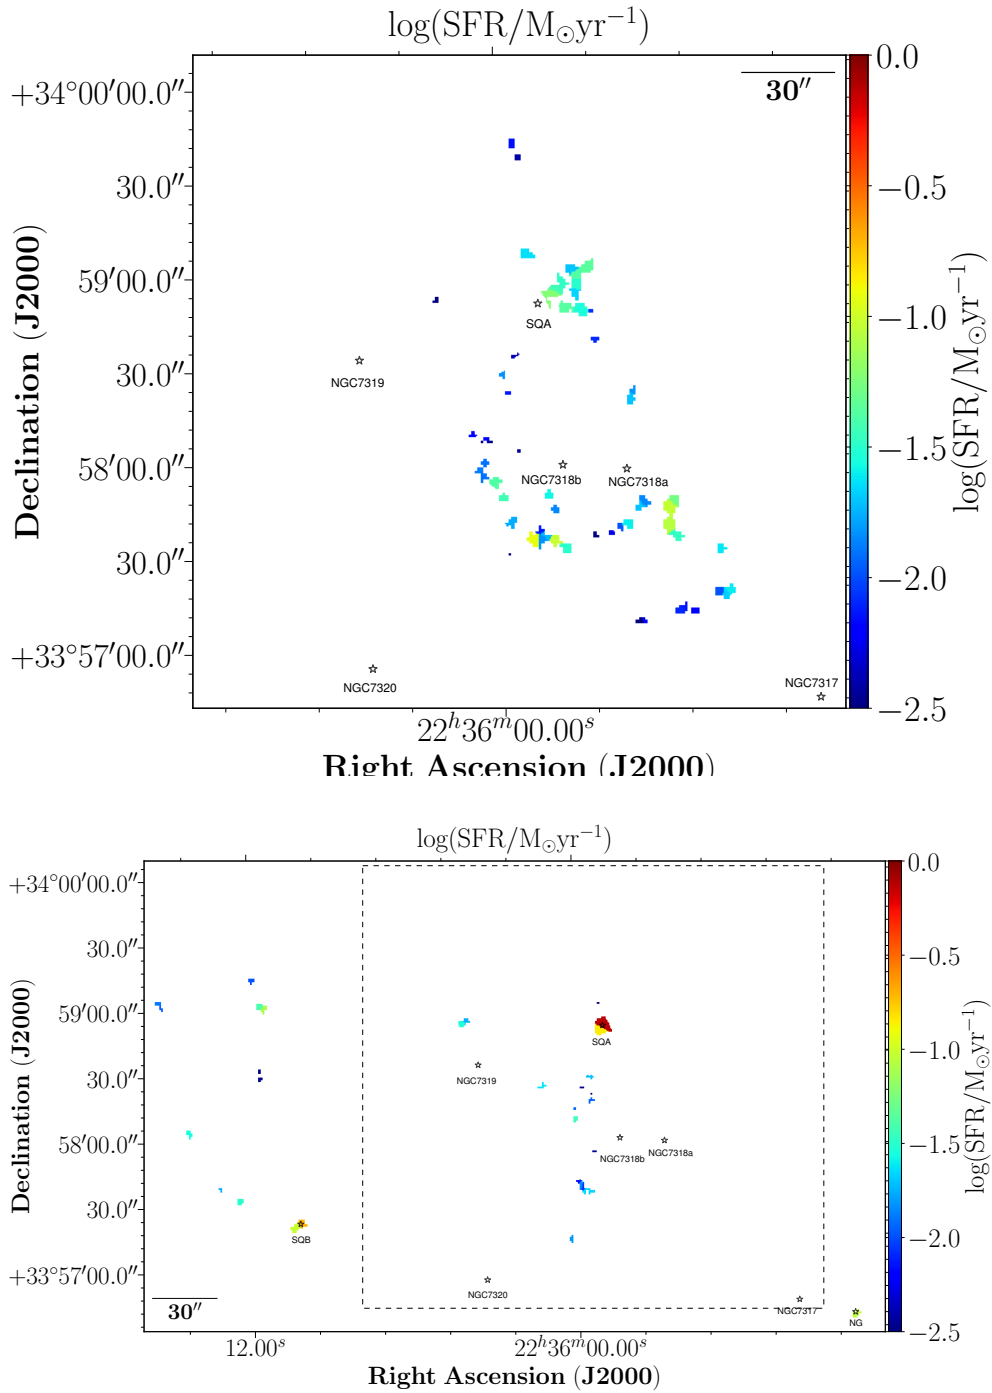 log(SFR/M⊙yr⁻¹)
+34°00′00.0″
30.0″
59′00.0″
30.0″
58′00.0″
30.0″
+33°57′00.0″
Declination (J2000)
30″
SQA
NGC7319
NGC7318b
NGC7318a
NGC7320
NGC7317
22ʰ36ᵐ00.00ˢ
Right Ascension (J2000)
0.0
−0.5
−1.0
−1.5
−2.0
−2.5
log(SFR/M⊙yr⁻¹)
log(SFR/M⊙yr⁻¹)
+34°00′00.0″
30.0″
59′00.0″
30.0″
58′00.0″
30.0″
+33°57′00.0″
Declination (J2000)
SQA
NGC7319
NGC7318b
NGC7318a
SQB
NGC7320
NGC7317
NG
30″
12.00ˢ
22ʰ36ᵐ00.00ˢ
Right Ascension (J2000)
0.0
−0.5
−1.0
−1.5
−2.0
−2.5
log(SFR/M⊙yr⁻¹)